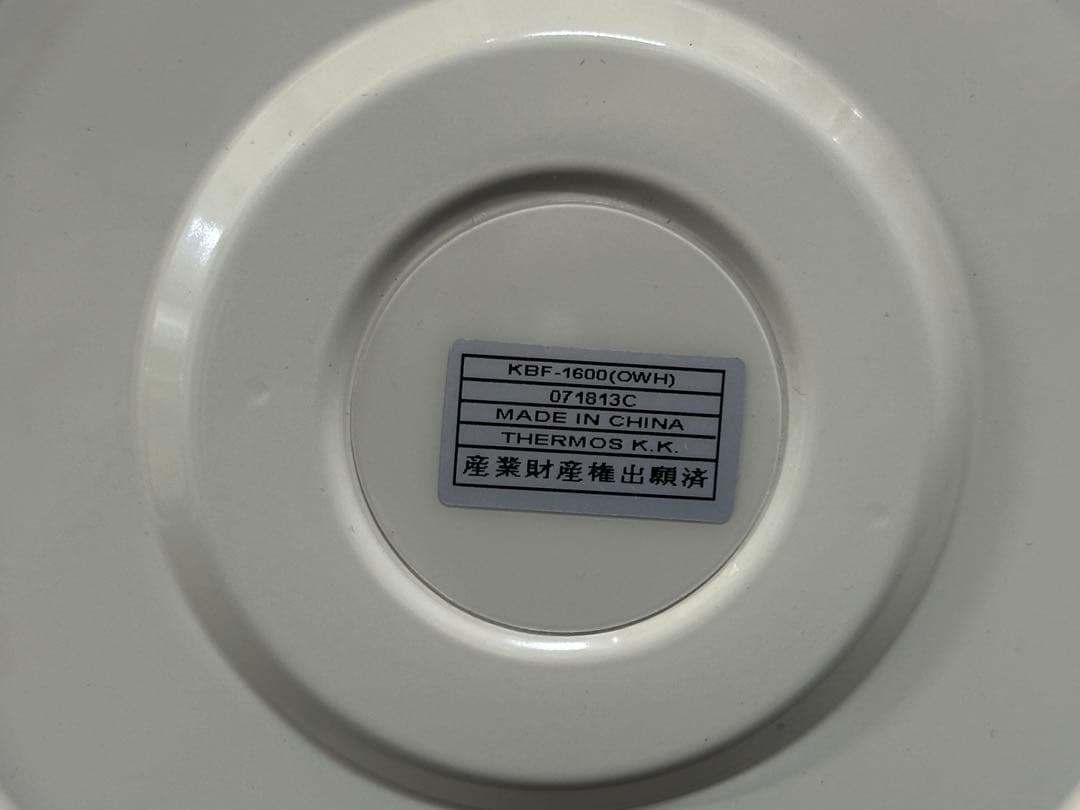 KBF-1600(OWH)
071813C
MADE IN CHINA
THERMOS K.K.
産業財産権出願済